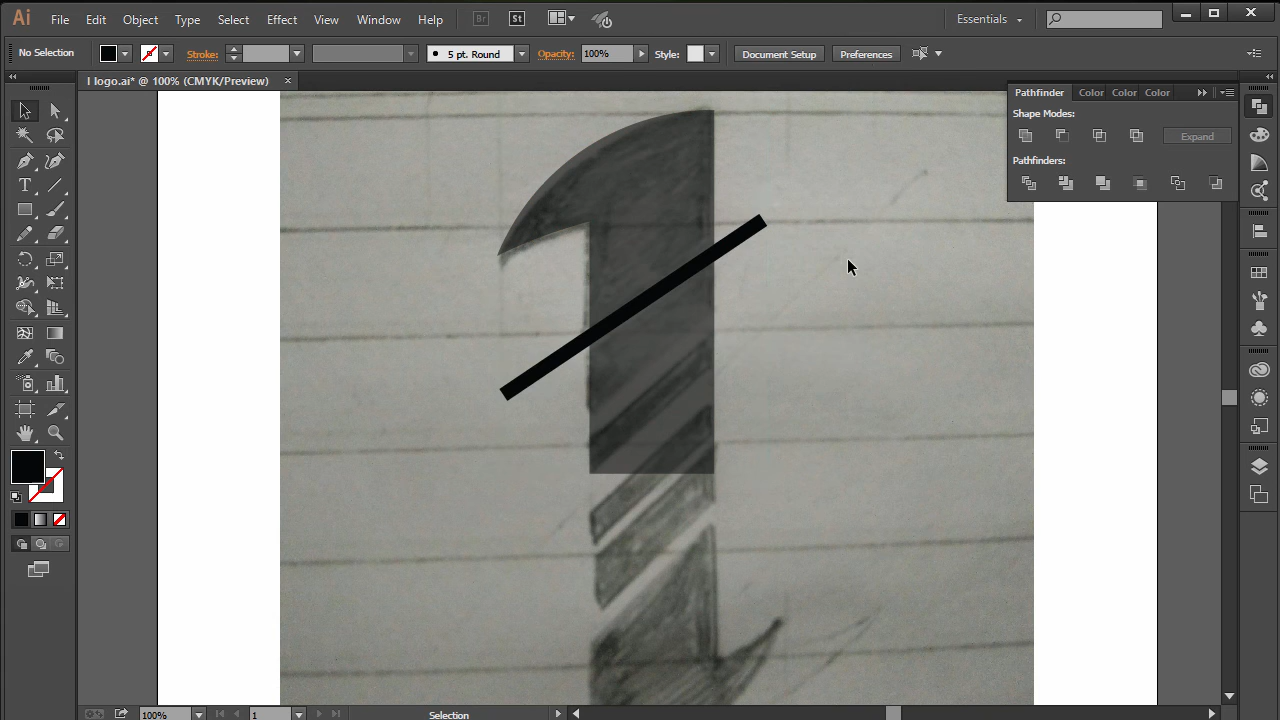 Ai File Edit Object Type Select Effect View Window Help Br St Essentials
No Selection Stroke: 5 pt. Round Opacity: 100% Style: Document Setup Preferences
I logo.ai* @ 100% (CMYK/Preview) ×
Pathfinder Color Color Color
Shape Modes:
Expand
Pathfinders:
100% 1 Selection